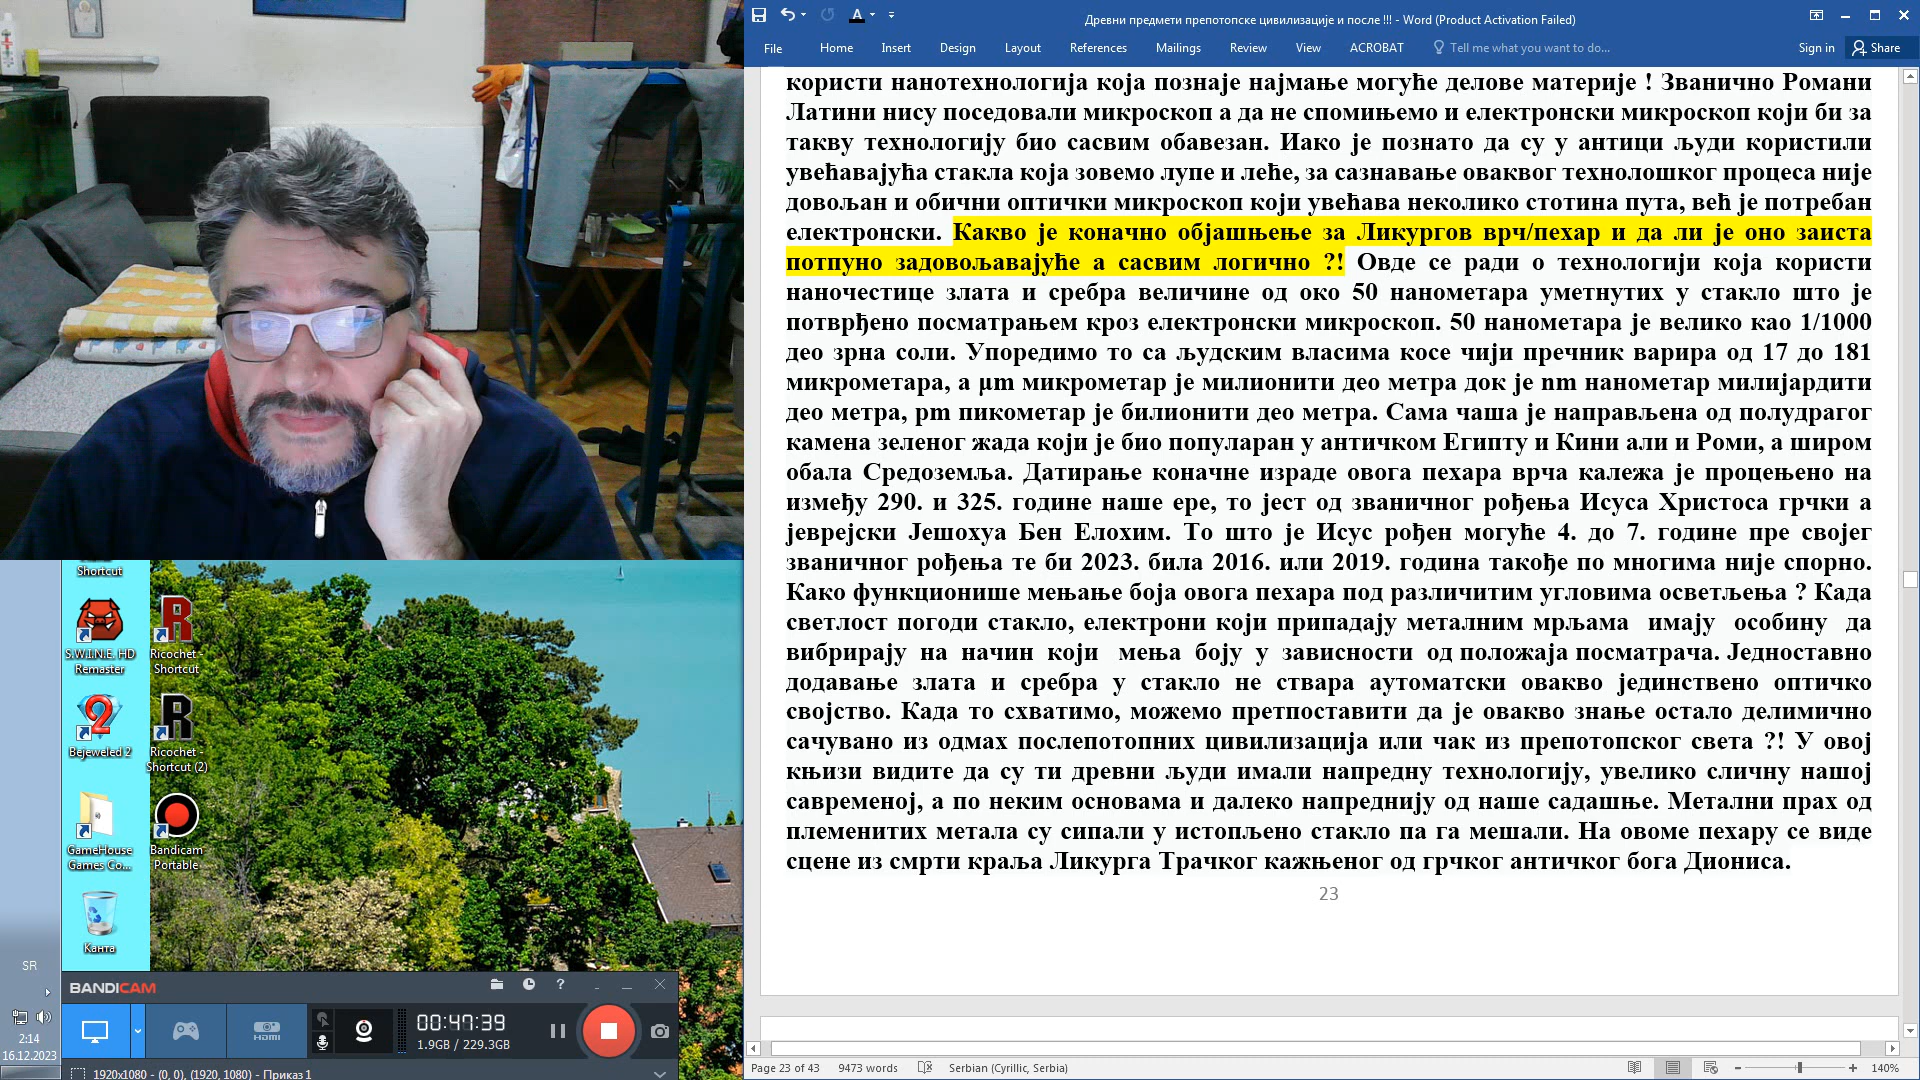 Древни предмети препотопске цивилизације и после !!! - Word (Product Activation Failed)
File Home Insert Design Layout References Mailings Review View ACROBAT Tell me what you want to do... Sign in Share
користи нанотехнологија која познаје најмање могуће делове материје ! Званично Романи
Латини нису поседовали микроскоп а да не спомињемо и електронски микроскоп који би за
такву технологију био сасвим обавезан. Иако је познато да су у антици људи користили
увећавајућа стакла која зовемо лупе и леће, за сазнавање оваквог технолошког процеса није
довољан и обични оптички микроскоп који увећава неколико стотина пута, већ је потребан
електронски. Какво је коначно објашњење за Ликургов врч/пехар и да ли је оно заиста
потпуно задовољавајуће а сасвим логично ?! Овде се ради о технологији која користи
наночестице злата и сребра величине од око 50 нанометара уметнутих у стакло што је
потврђено посматрањем кроз електронски микроскоп. 50 нанометара је велико као 1/1000
део зрна соли. Упоредимо то са људским власима косе чији пречник варира од 17 до 181
микрометара, а µm микрометар је милионити део метра док је nm нанометар милијардити
део метра, pm пикометар је билионити део метра. Сама чаша је направљена од полудрагог
камена зеленог жада који је био популаран у античком Египту и Кини али и Роми, а широм
обала Средоземља. Датирање коначне израде овога пехара врча калежа је процењено на
између 290. и 325. године наше ере, то јест од званичног рођења Исуса Христоса грчки а
јеврејски Јешохуа Бен Елохим. То што је Исус рођен могуће 4. до 7. године пре својег
званичног рођења те би 2023. била 2016. или 2019. година такође по многима није спорно.
Како функционише мењање боја овога пехара под различитим угловима осветљења ? Када
светлост погоди стакло, електрони који припадају металним мрљама имају особину да
вибрирају на начин који мења боју у зависности од положаја посматрача. Једноставно
додавање злата и сребра у стакло не ствара аутоматски овакво јединствено оптичко
својство. Када то схватимо, можемо претпоставити да је овакво знање остало делимично
сачувано из одмах послепотопних цивилизација или чак из препотопског света ?! У овој
књизи видите да су ти древни људи имали напредну технологију, увелико сличну нашој
савременој, а по неким основама и далеко напреднију од наше садашње. Метални прах од
племенитих метала су сипали у истопљено стакло па га мешали. На овоме пехару се виде
сцене из смрти краља Ликурга Трачког кажњеног од грчког античког бога Диониса.
23
Page 23 of 43 9473 words Serbian (Cyrillic, Serbia) 140%
Shortcut
S.W.I.N.E. HD Remaster
Ricochet - Shortcut
Bejeweled 2
Ricochet - Shortcut (2)
GameHouse Games Co...
Bandicam Portable
Канта
SR
2:14
16.12.2023
BANDICAM
HDMI
00:47:39
1.9GB / 229.3GB
1920x1080 - (0, 0), (1920, 1080) - Приказ 1